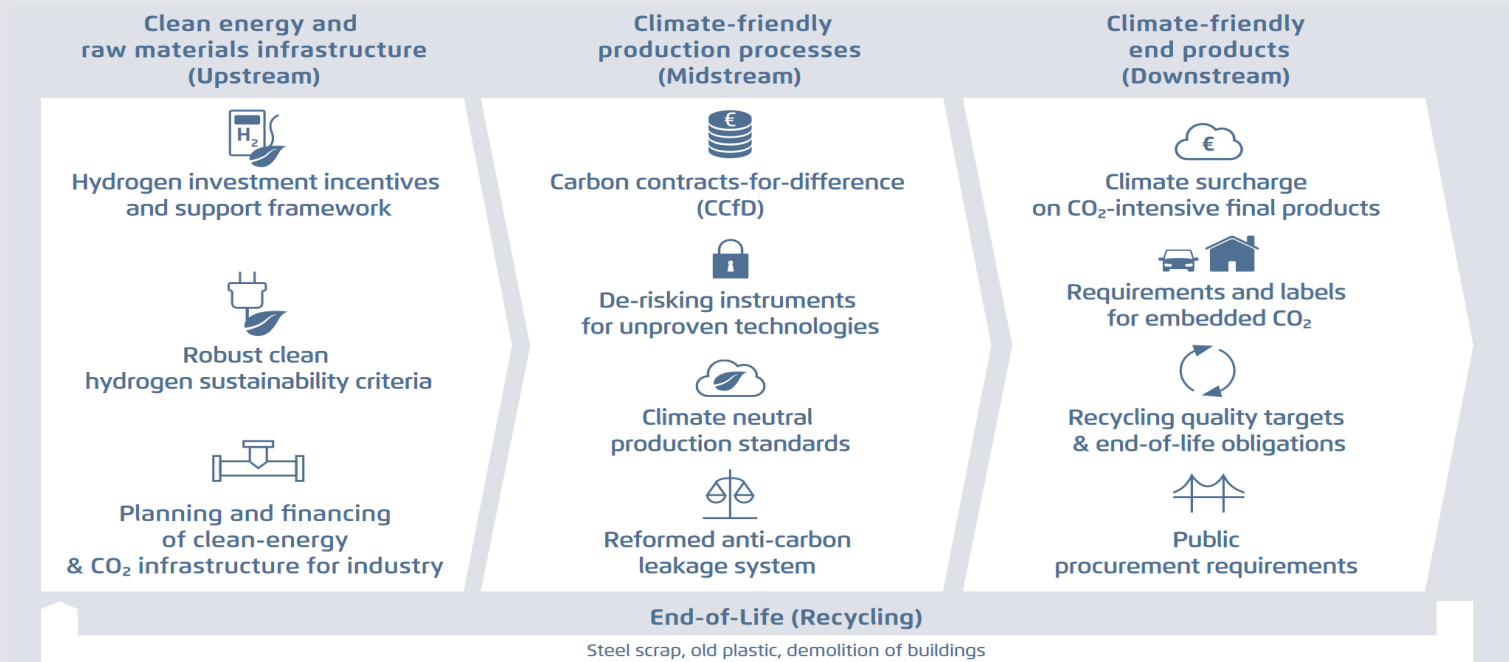 Clean energy and
raw materials infrastructure
(Upstream)
H₂
Hydrogen investment incentives
and support framework
Robust clean
hydrogen sustainability criteria
Planning and financing
of clean-energy
& CO₂ infrastructure for industry
Climate-friendly
production processes
(Midstream)
€
Carbon contracts-for-difference
(CCfD)
De-risking instruments
for unproven technologies
Climate neutral
production standards
Reformed anti-carbon
leakage system
Climate-friendly
end products
(Downstream)
€
Climate surcharge
on CO₂-intensive final products
Requirements and labels
for embedded CO₂
Recycling quality targets
& end-of-life obligations
Public
procurement requirements
End-of-Life (Recycling)
Steel scrap, old plastic, demolition of buildings